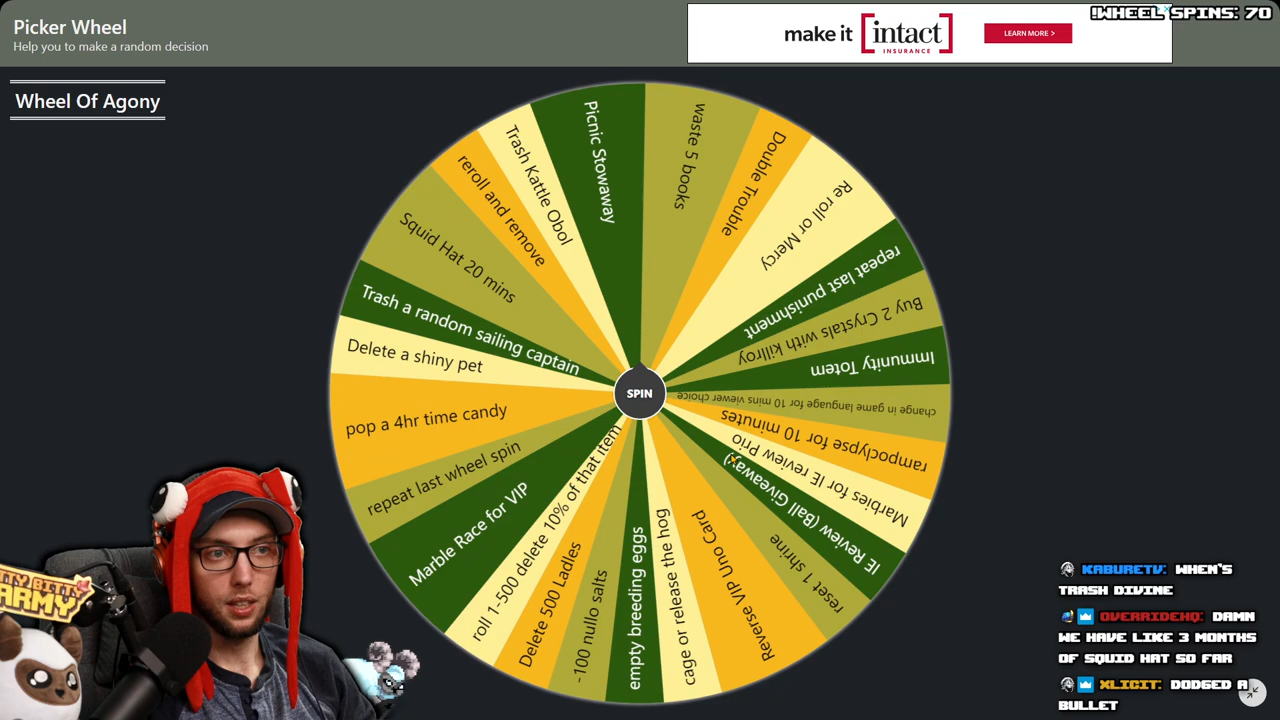 Picker Wheel
Help you to make a random decision
make it [intact]
INSURANCE
LEARN MORE >
!WHEEL SPINS: 70
Wheel Of Agony
Picnic Stowaway
waste 5 books
Double Trouble
Re roll or Mercy
repeat last punishment
Buy 2 Crystals with killroy
Immunity Totem
change in game language for 10 mins viewer choice
rampoclypse for 10 minutes
Marbies for IE review Prio
IE Review (Ball Giveaway)
reset 1 shrine
Reverse VIP Uno Card
cage or release the hog
empty breeding eggs
-100 nullo salts
Delete 500 Ladles
roll 1-500 delete 10% of that item
Marble Race for VIP
repeat last wheel spin
pop a 4hr time candy
Delete a shiny pet
Trash a random sailing captain
Sqnid Hat 20 mins
reroll and remove
Trash Kattle Obol
SPIN
ITTY BITTY
ARMY
KABURETV: WHEN'S
TRASH DIVINE
OVERRIDEHQ: DAMN
WE HAVE LIKE 3 MONTHS
OF SQUID HAT SO FAR
XLICIT: DODGED A
BULLET